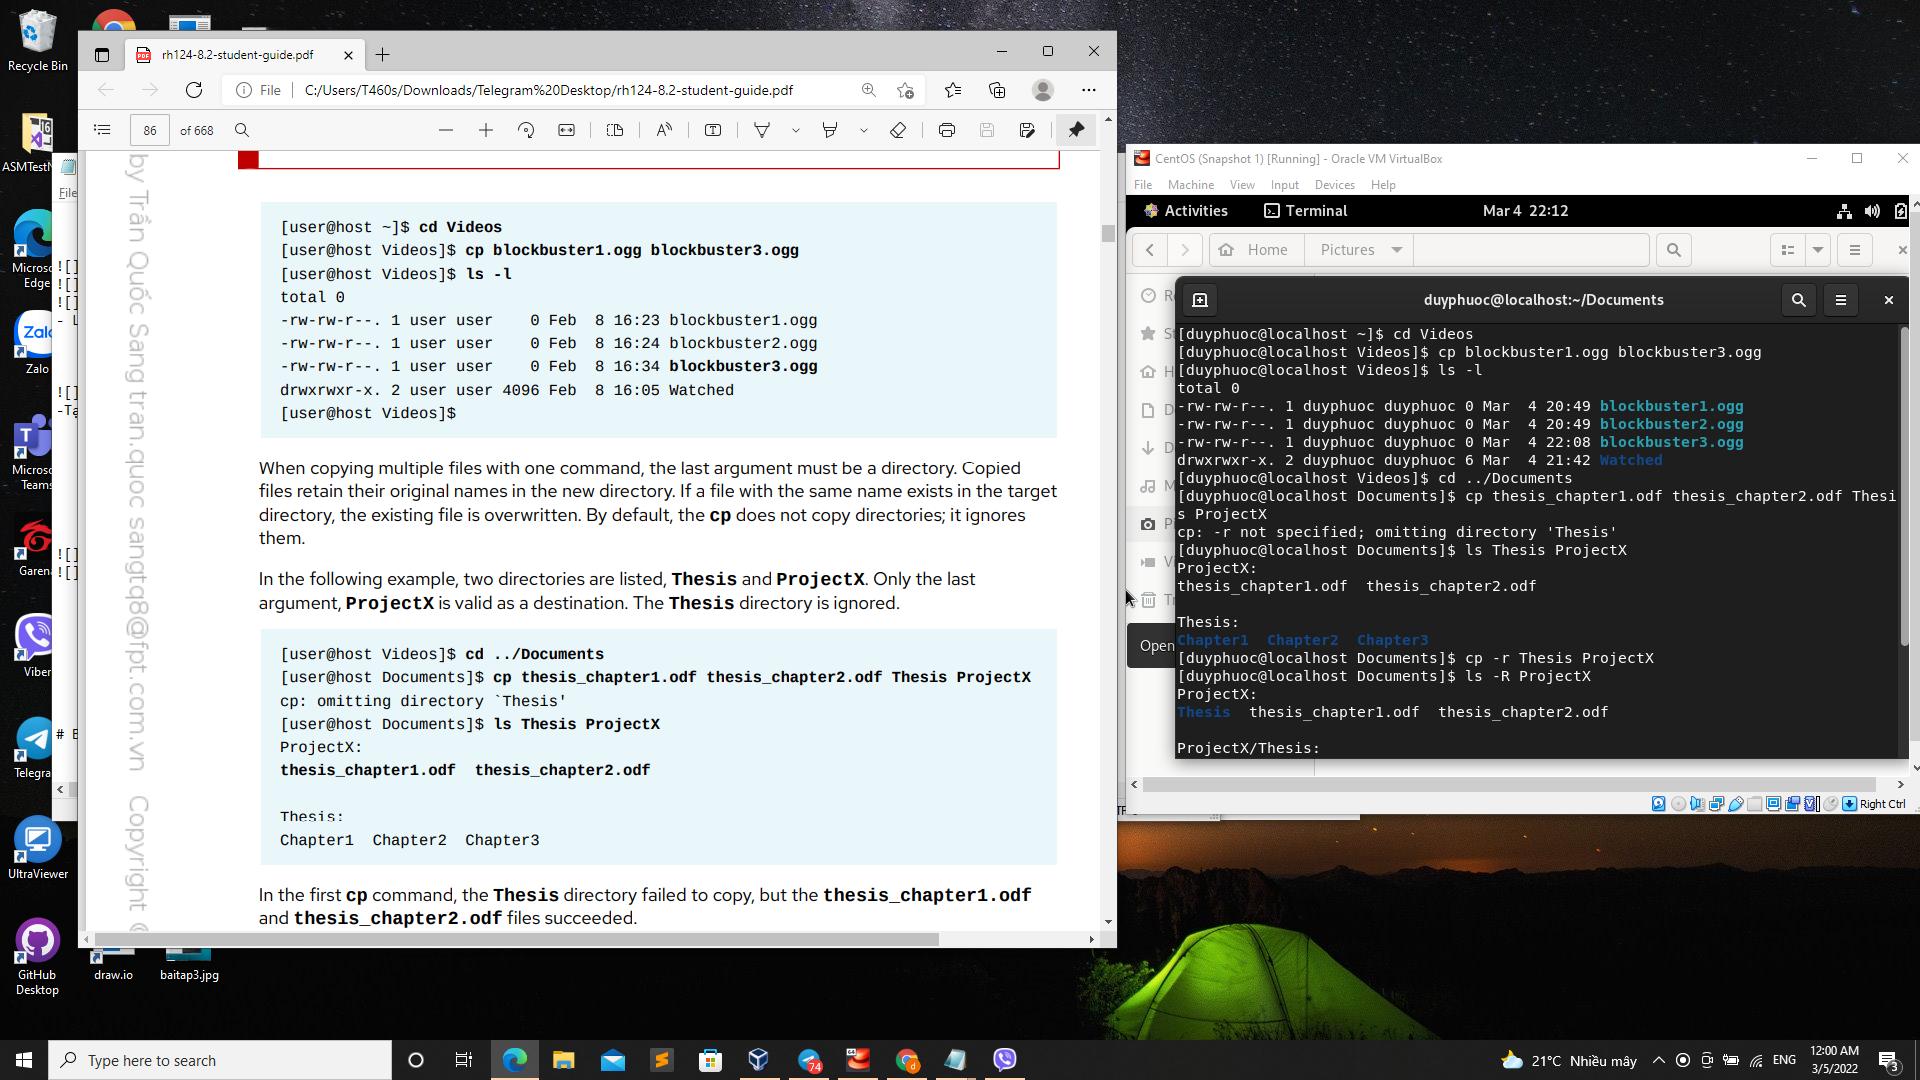 Recycle Bin
ASMTestN
Microso
Edge
Zalo
Microso
Teams
Garena
Viber
Telegra
UltraViewer
GitHub
Desktop
draw.io
baitap3.jpg
File
![]
![]
![]
- L
![]
-Tạ
![]
![]
# B
rh124-8.2-student-guide.pdf
File
C:/Users/T460s/Downloads/Telegram%20Desktop/rh124-8.2-student-guide.pdf
86 of 668
by Trần Quốc Sang tran.quoc sangtq8@fpt.com.vn Copyright ©
[user@host ~]$ cd Videos
[user@host Videos]$ cp blockbuster1.ogg blockbuster3.ogg
[user@host Videos]$ ls -l
total 0
-rw-rw-r--. 1 user user    0 Feb  8 16:23 blockbuster1.ogg
-rw-rw-r--. 1 user user    0 Feb  8 16:24 blockbuster2.ogg
-rw-rw-r--. 1 user user    0 Feb  8 16:34 blockbuster3.ogg
drwxrwxr-x. 2 user user 4096 Feb  8 16:05 Watched
[user@host Videos]$
When copying multiple files with one command, the last argument must be a directory. Copied
files retain their original names in the new directory. If a file with the same name exists in the target
directory, the existing file is overwritten. By default, the cp does not copy directories; it ignores
them.
In the following example, two directories are listed, Thesis and ProjectX. Only the last
argument, ProjectX is valid as a destination. The Thesis directory is ignored.
[user@host Videos]$ cd ../Documents
[user@host Documents]$ cp thesis_chapter1.odf thesis_chapter2.odf Thesis ProjectX
cp: omitting directory `Thesis'
[user@host Documents]$ ls Thesis ProjectX
ProjectX:
thesis_chapter1.odf  thesis_chapter2.odf
Thesis:
Chapter1  Chapter2  Chapter3
In the first cp command, the Thesis directory failed to copy, but the thesis_chapter1.odf
and thesis_chapter2.odf files succeeded.
CentOS (Snapshot 1) [Running] - Oracle VM VirtualBox
File Machine View Input Devices Help
Activities Terminal Mar 4 22:12
Home Pictures
Open
duyphuoc@localhost:~/Documents
[duyphuoc@localhost ~]$ cd Videos
[duyphuoc@localhost Videos]$ cp blockbuster1.ogg blockbuster3.ogg
[duyphuoc@localhost Videos]$ ls -l
total 0
-rw-rw-r--. 1 duyphuoc duyphuoc 0 Mar  4 20:49 blockbuster1.ogg
-rw-rw-r--. 1 duyphuoc duyphuoc 0 Mar  4 20:49 blockbuster2.ogg
-rw-rw-r--. 1 duyphuoc duyphuoc 0 Mar  4 22:08 blockbuster3.ogg
drwxrwxr-x. 2 duyphuoc duyphuoc 6 Mar  4 21:42 Watched
[duyphuoc@localhost Videos]$ cd ../Documents
[duyphuoc@localhost Documents]$ cp thesis_chapter1.odf thesis_chapter2.odf Thesi
s ProjectX
cp: -r not specified; omitting directory 'Thesis'
[duyphuoc@localhost Documents]$ ls Thesis ProjectX
ProjectX:
thesis_chapter1.odf  thesis_chapter2.odf
Thesis:
Chapter1  Chapter2  Chapter3
[duyphuoc@localhost Documents]$ cp -r Thesis ProjectX
[duyphuoc@localhost Documents]$ ls -R ProjectX
ProjectX:
Thesis  thesis_chapter1.odf  thesis_chapter2.odf
ProjectX/Thesis:
Right Ctrl
Type here to search
74
21°C Nhiều mây
ENG
12:00 AM
3/5/2022
3